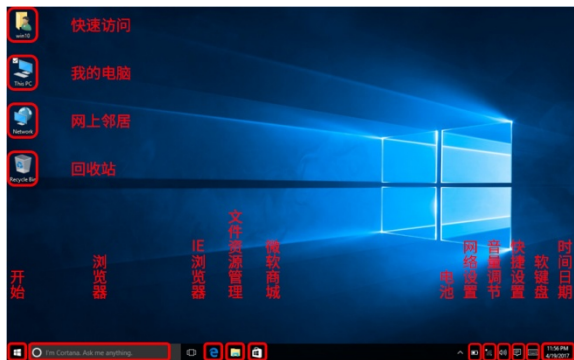 win10
快速访问
This PC
我的电脑
Network
网上邻居
Recycle Bin
回收站
开始
浏览器
IE浏览器
文件资源管理
微软商城
电池
网络设置
音量调节
快捷设置
软键盘
时间日期
I'm Cortana. Ask me anything.
11:56 PM
4/19/2017